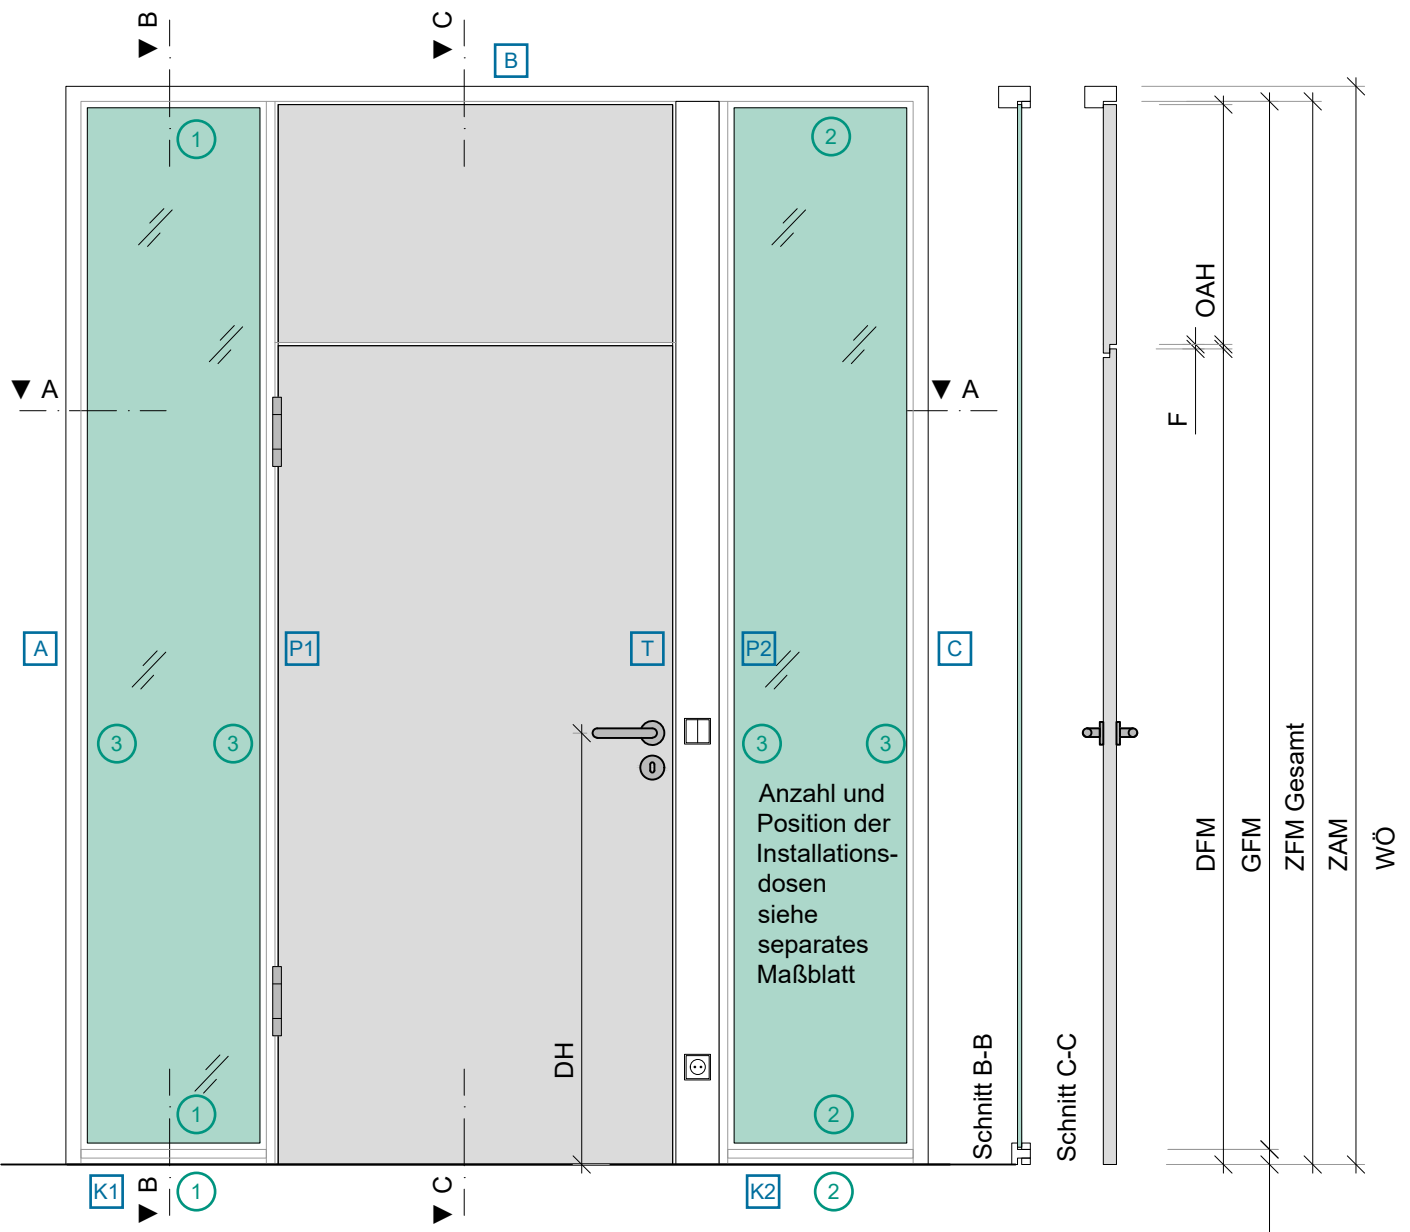 B
C
B
1
2
OAH
A
A
F
A
P1
T
P2
C
3
3
3
3
Anzahl und
Position der
Installations-
dosen
siehe
separates
Maßblatt
DFM
GFM
ZFM Gesamt
ZAM
WÖ
DH
Schnitt B-B
Schnitt C-C
1
2
K1
B
1
C
K2
2